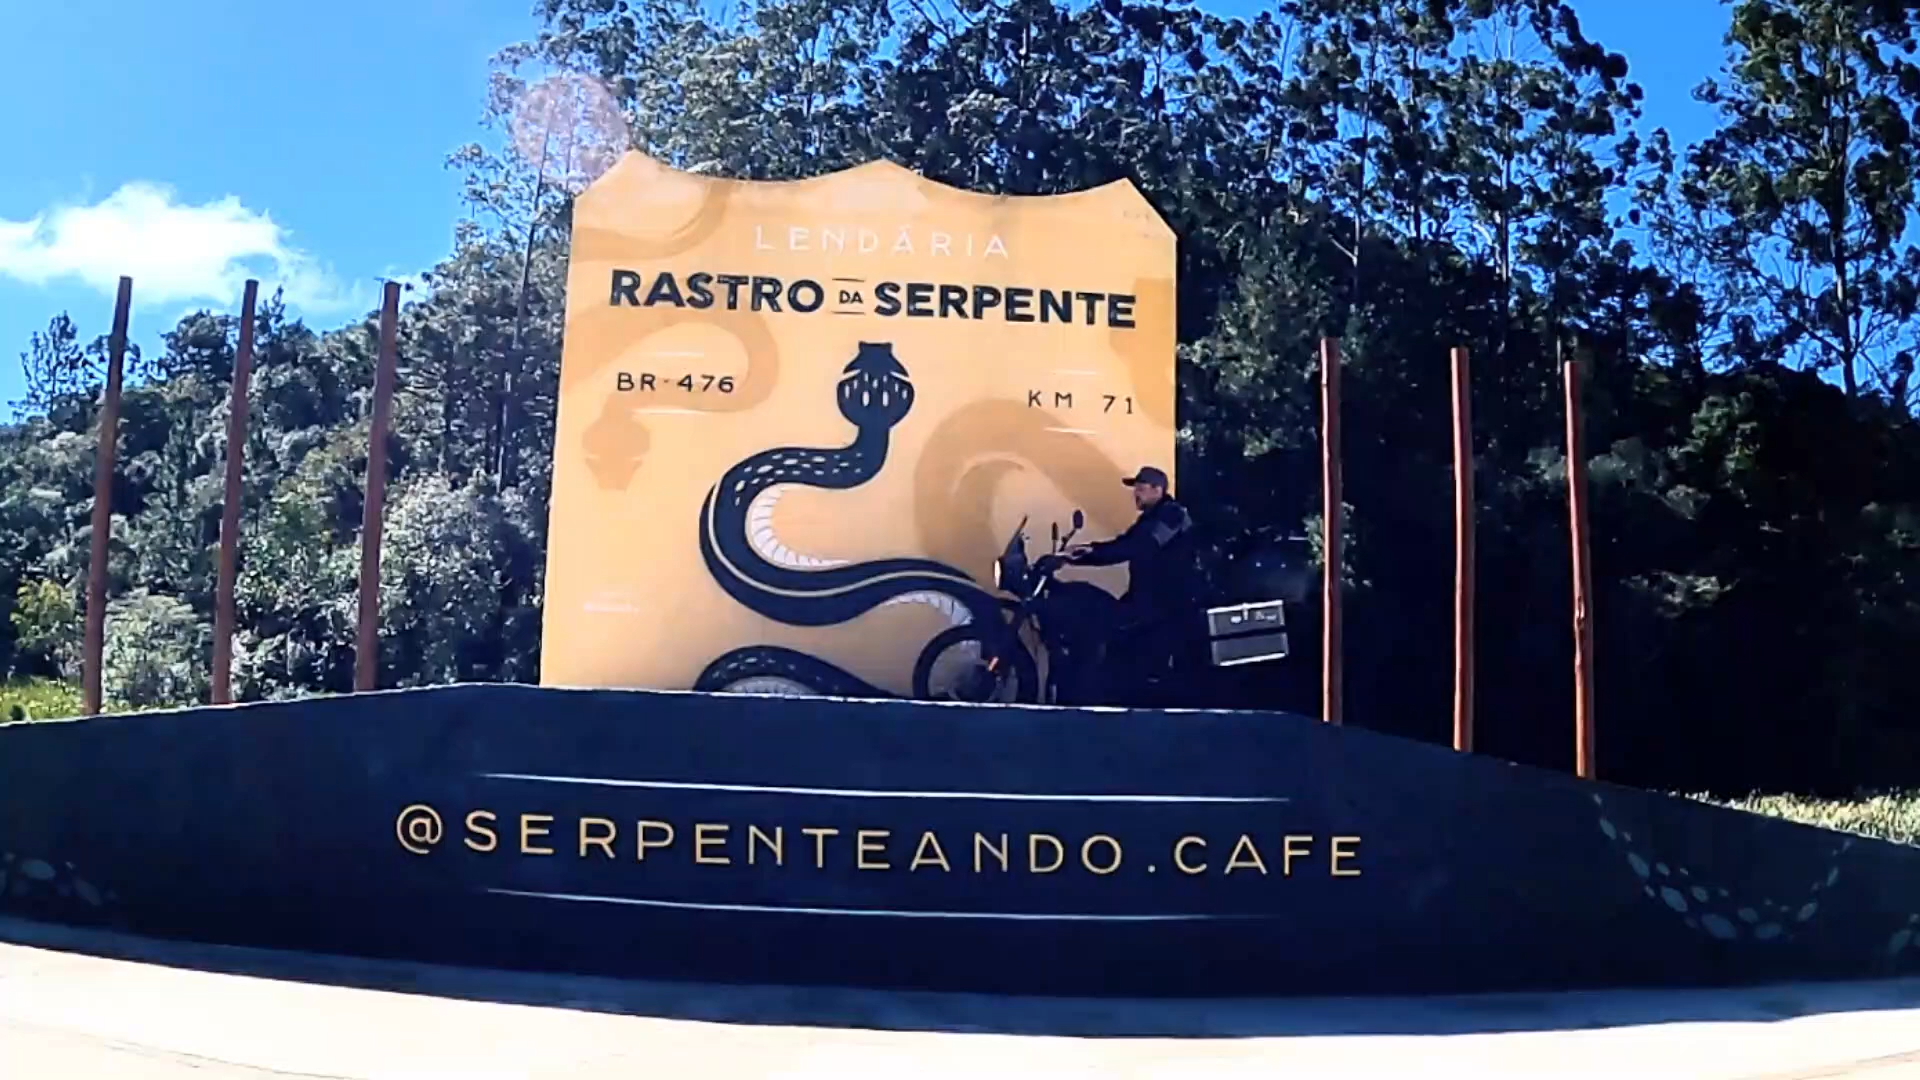 LENDÁRIA
RASTRO DA SERPENTE
BR-476
KM 71
@SERPENTEANDO.CAFE